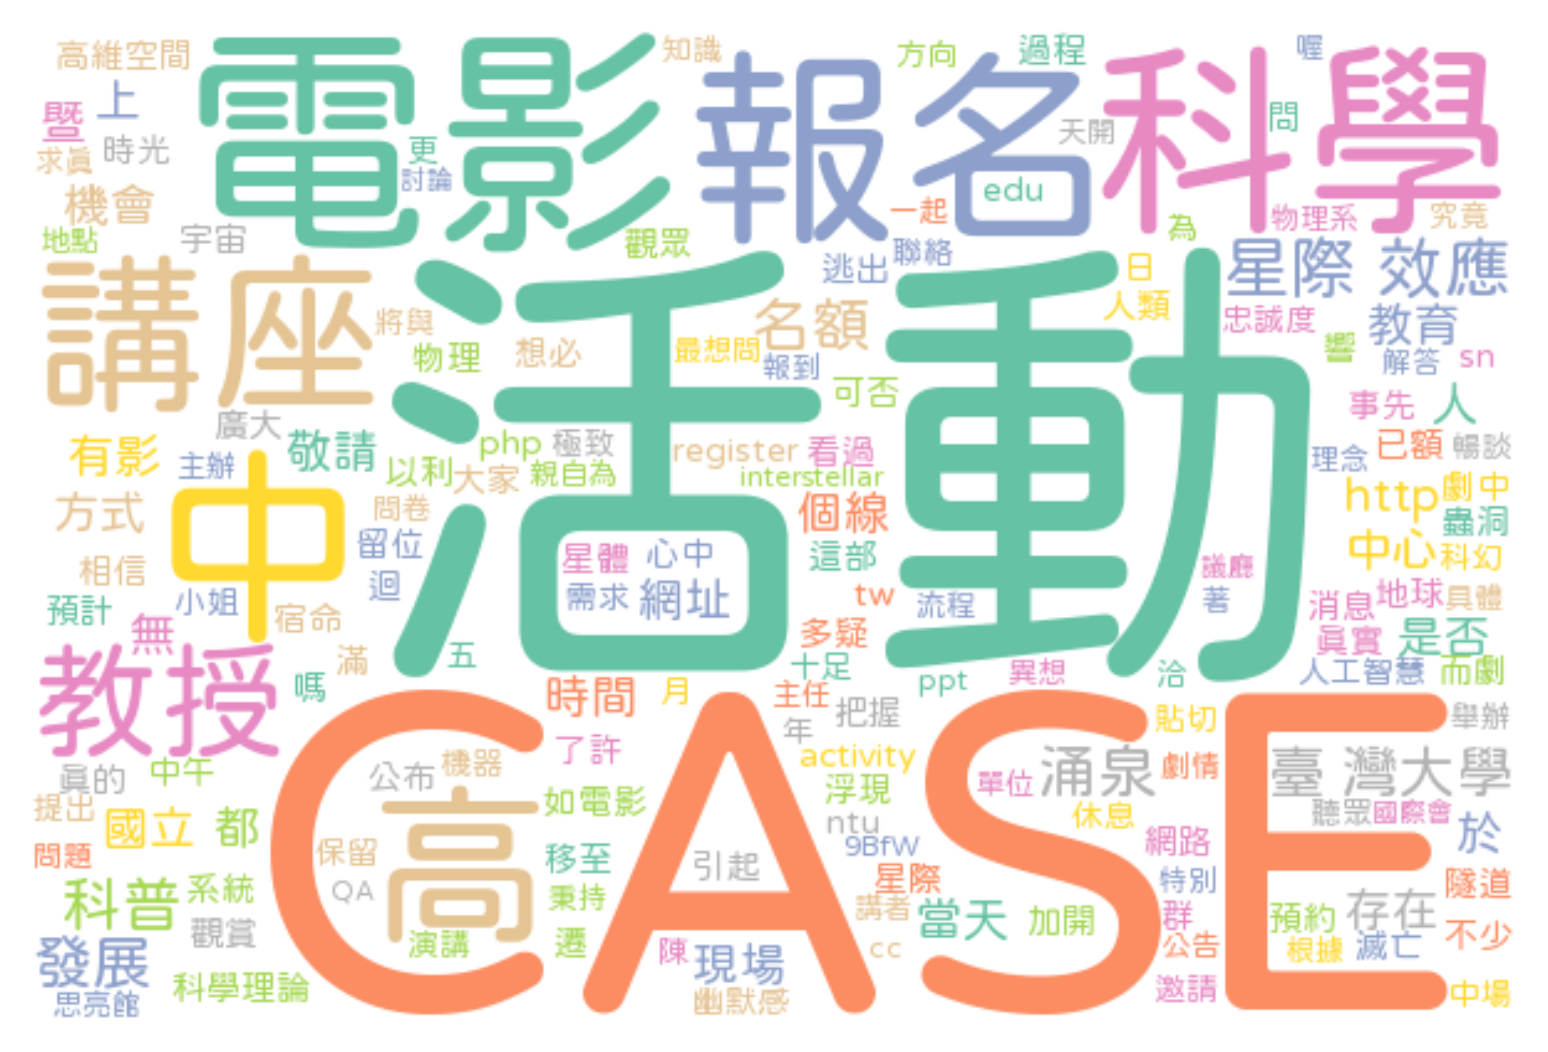 高維空間
電影
知識
報名
方向
過程
科學
喔
上
暨
時光
求真
更
討論
天開
問
機會
edu
一起
物理系
究竟
為
地點
宇宙
觀眾
逃出
聯絡
日
星際 效應
講座
活動
人類
將與
名額
忠誠度
教育
物理
想必
最想問
報到
響
解答
sn
可否
事先
人
廣大
有影
主辦
敬請
php
極致
register
看過
理念
已額
暢談
以利
大家
親自為
interstellar
中
方式
問卷
個線
http
劇中
蟲洞
留位
星體
心中
這部
中心
科幻
相信
迴
需求
網址
tw
流程
議廳
著
預計
小姐
宿命
消息
地球
具體
無
多疑
真實
是否
教授
滿
五
十足
異想
洽
人工智慧
而劇
嗎
時間
月
主任
ppt
CASE
年
把握
貼切
舉辦
真的
中午
公布
機器
了許
activity
單位
涌泉
劇情
臺 灣大學
提出
國立
都
高
如電影
浮現
ntu
休息
聽眾
國際會
於
問題
保留
移至
引起
9BfW
網路
科普
系統
QA
秉持
星際
特別
隧道
觀賞
講者
當天
加開
群
預約
存在
發展
演講
遷
陳
現場
cc
公告
根據
滅亡
不少
思亮館
科學理論
幽默感
邀請
中場